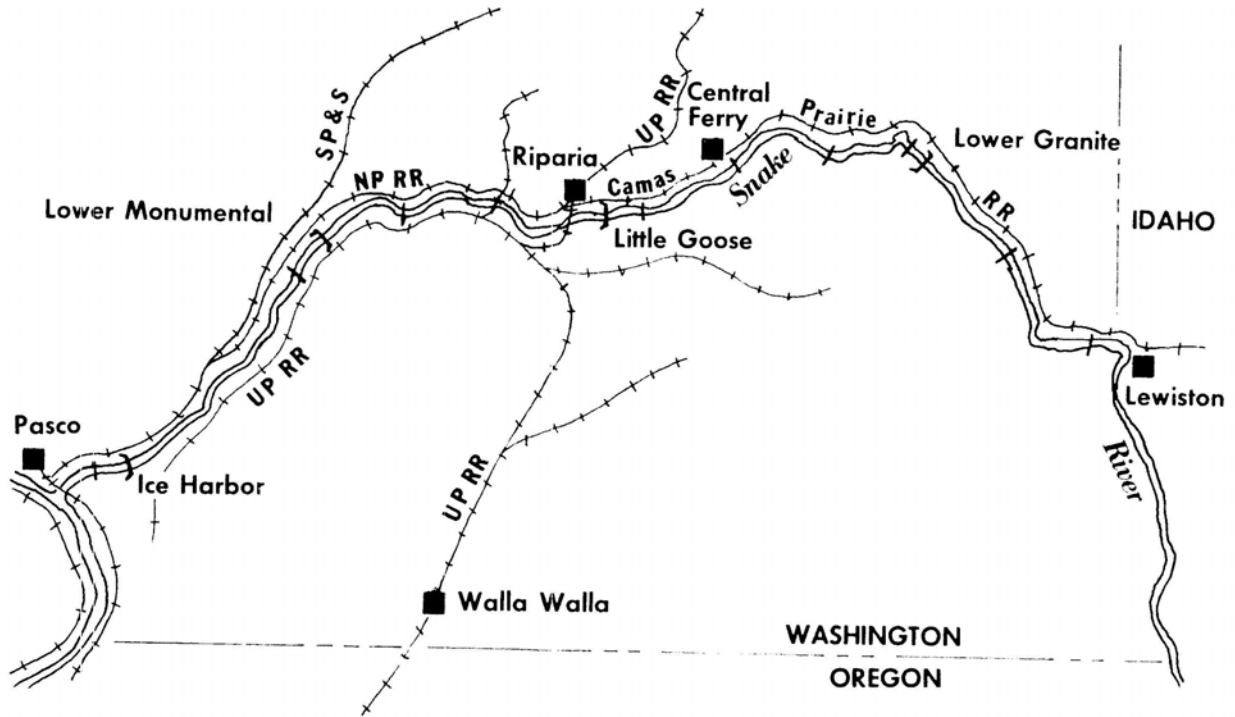 SP&S
UP RR
Central
Ferry
Prairie
Lower Granite
Riparia
NP RR
Camas
Snake
RR
Lower Monumental
IDAHO
Little Goose
UP RR
Lewiston
Pasco
River
Ice Harbor
UP RR
Walla Walla
WASHINGTON
OREGON